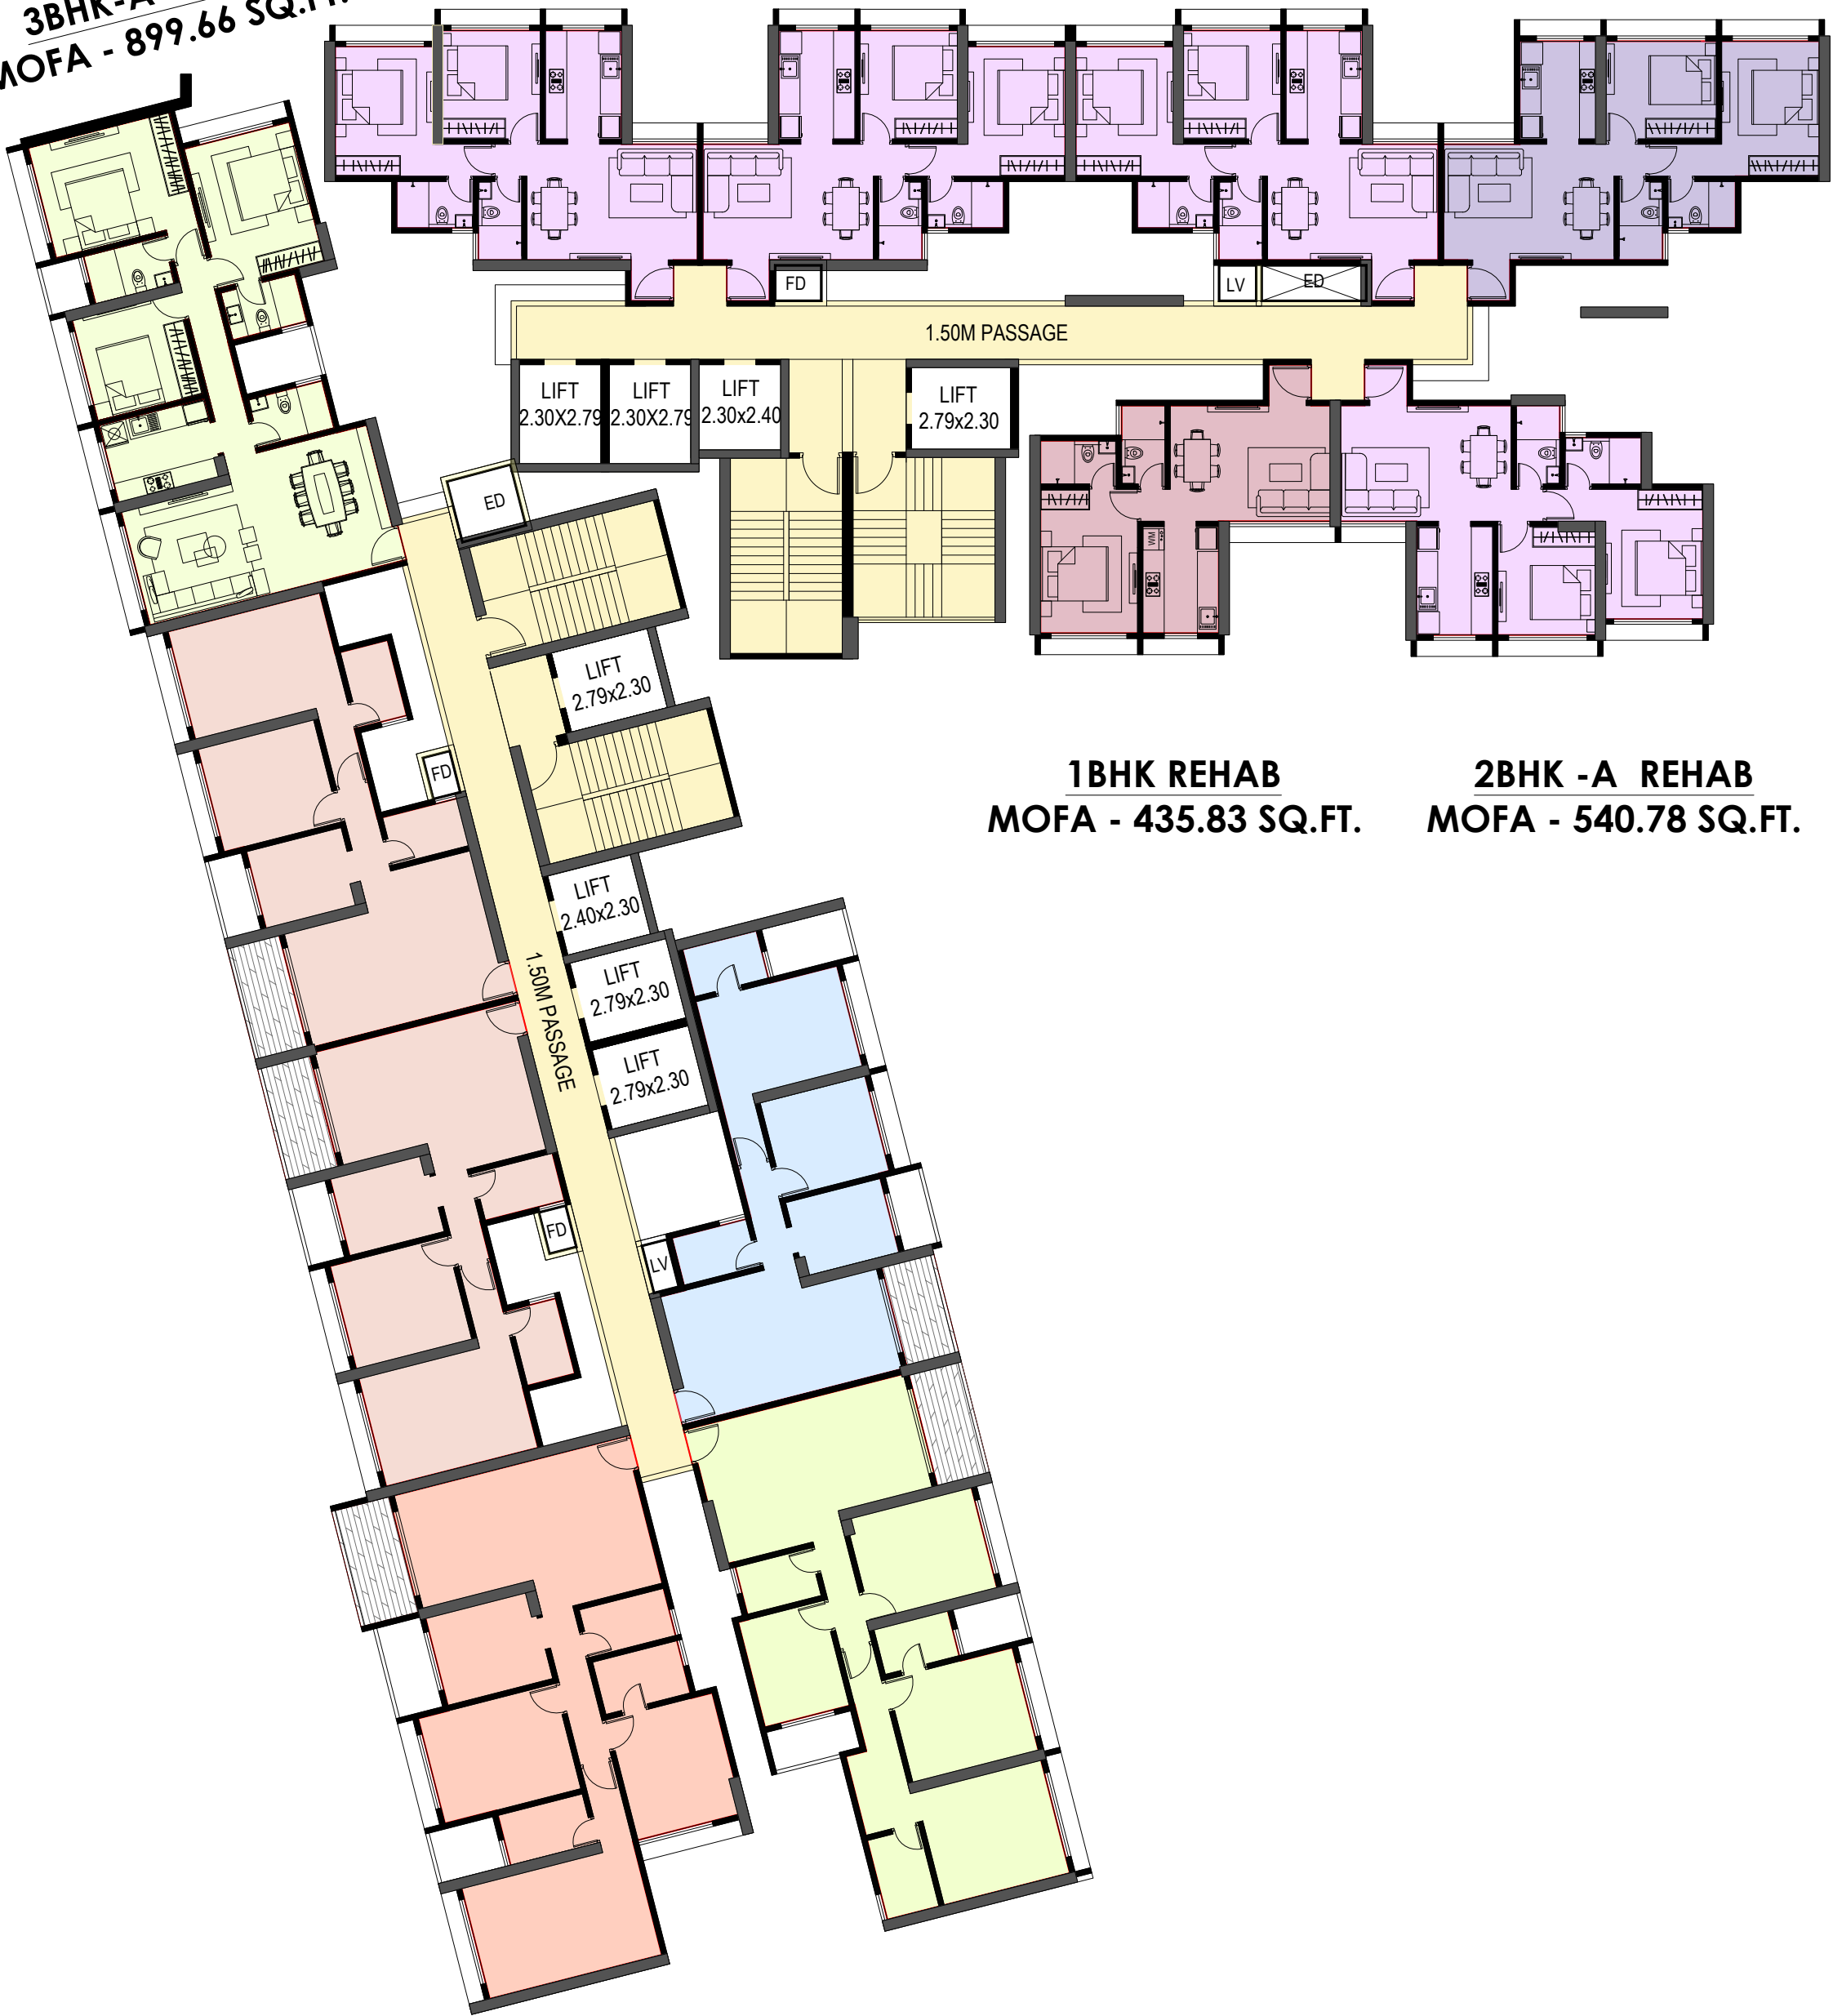 3BHK-A
MOFA - 899.66 SQ.FT.
FD
LV
ED
1.50M PASSAGE
LIFT
2.30X2.79
LIFT
2.30X2.79
LIFT
2.30x2.40
LIFT
2.79x2.30
WM
ED
LIFT
2.79x2.30
FD
1BHK REHAB
MOFA - 435.83 SQ.FT.
2BHK -A REHAB
MOFA - 540.78 SQ.FT.
LIFT
2.40x2.30
LIFT
2.79x2.30
1.50M PASSAGE
LIFT
2.79x2.30
FD
LV